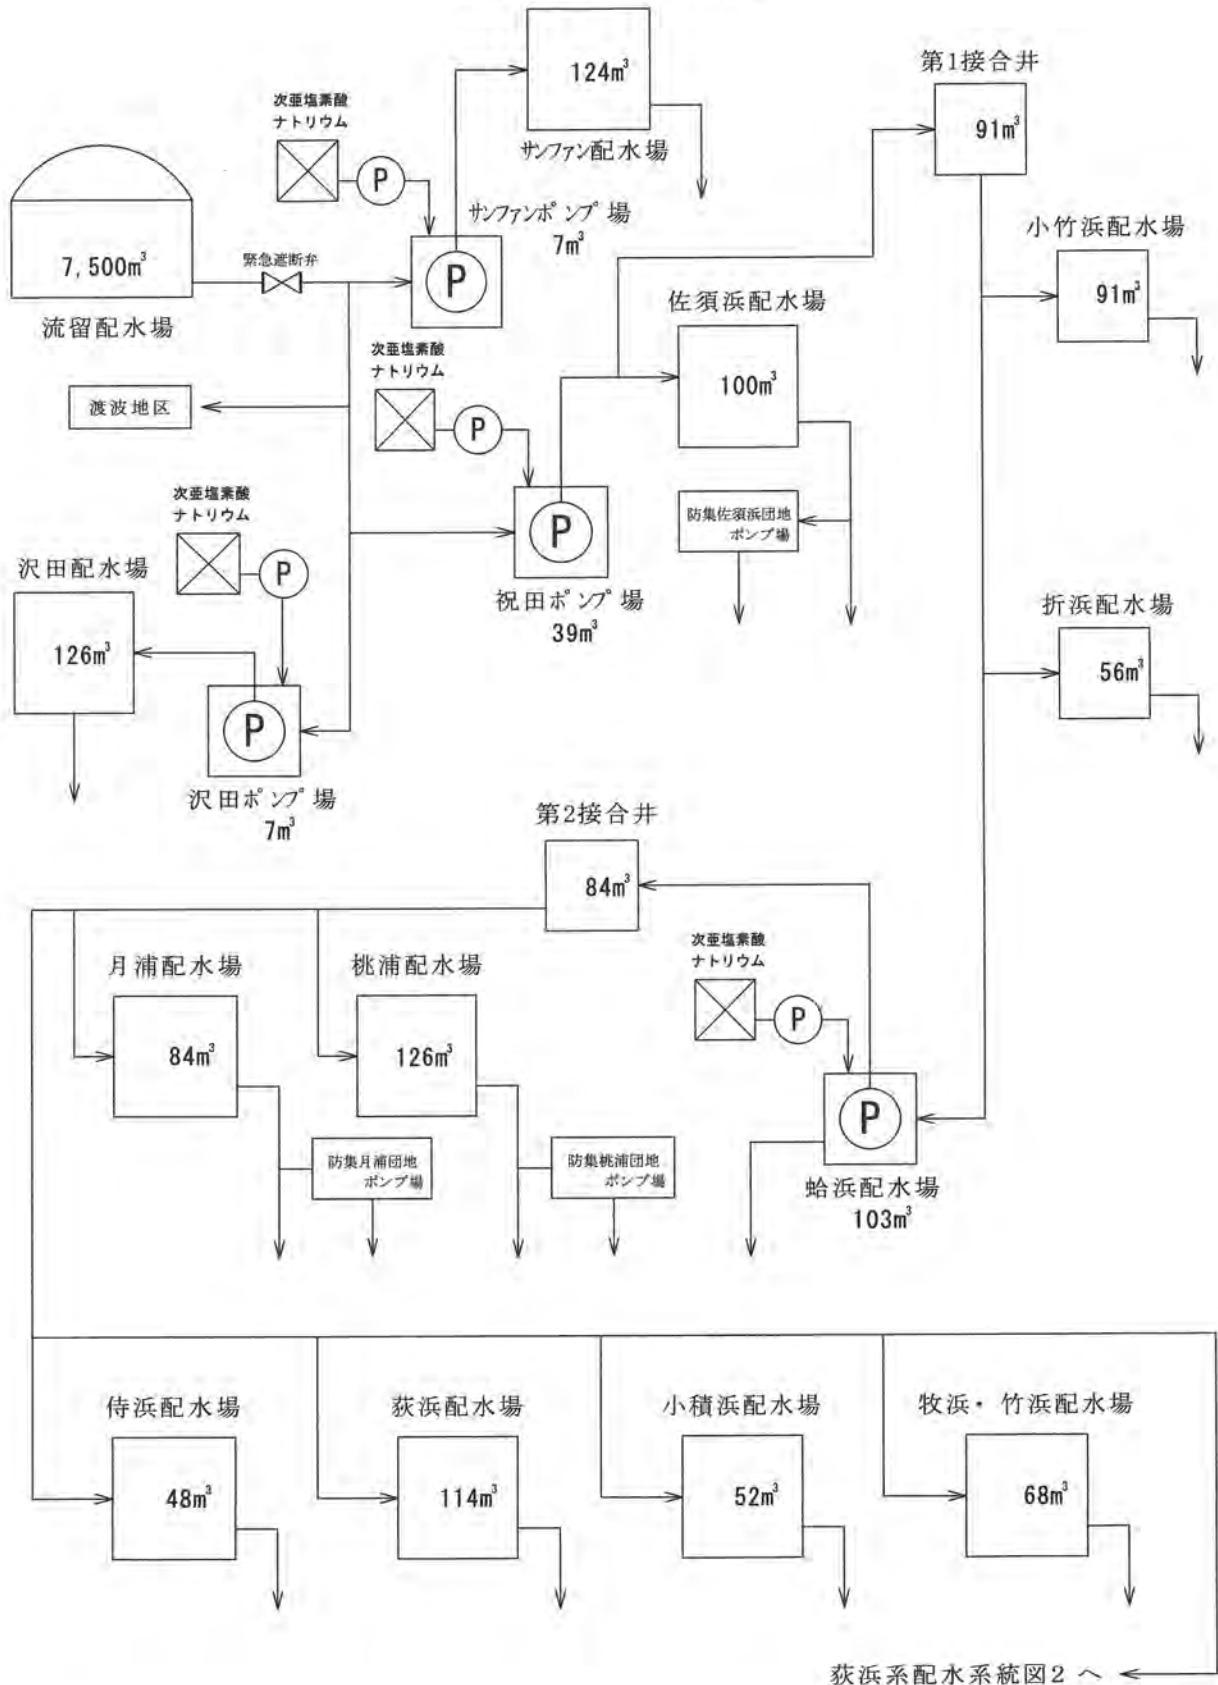 124m³
サンファン配水場
次亜塩素酸
ナトリウム
P
サンファンポンプ場
7m³
P
7,500m³
流留配水場
緊急遮断弁
第1接合井
91m³
小竹浜配水場
91m³
佐須浜配水場
100m³
次亜塩素酸
ナトリウム
P
渡波地区
防集佐須浜団地
ポンプ場
P
祝田ポンプ場
39m³
次亜塩素酸
ナトリウム
P
沢田配水場
126m³
P
沢田ポンプ場
7m³
折浜配水場
56m³
第2接合井
84m³
次亜塩素酸
ナトリウム
P
月浦配水場
84m³
桃浦配水場
126m³
P
蛤浜配水場
103m³
防集月浦団地
ポンプ場
防集桃浦団地
ポンプ場
侍浜配水場
48m³
荻浜配水場
114m³
小積浜配水場
52m³
牧浜・竹浜配水場
68m³
荻浜系配水系統図2 へ